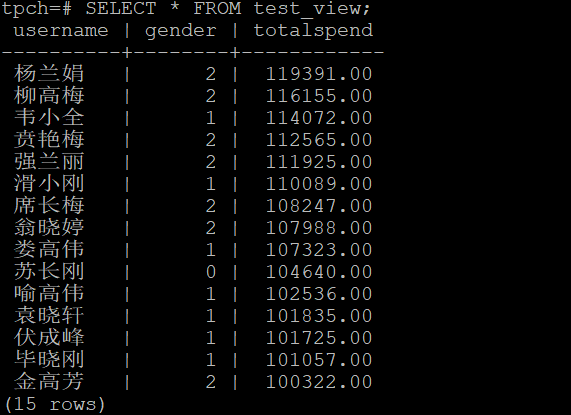 tpch=# SELECT * FROM test_view;
 username | gender | totalspend
----------+--------+------------
 杨兰娟   |      2 |  119391.00
 柳高梅   |      2 |  116155.00
 韦小全   |      1 |  114072.00
 贲艳梅   |      2 |  112565.00
 强兰丽   |      2 |  111925.00
 滑小刚   |      1 |  110089.00
 席长梅   |      2 |  108247.00
 翁晓婷   |      2 |  107988.00
 娄高伟   |      1 |  107323.00
 苏长刚   |      0 |  104640.00
 喻高伟   |      1 |  102536.00
 袁晓轩   |      1 |  101835.00
 伏成峰   |      1 |  101725.00
 毕晓刚   |      1 |  101057.00
 金高芳   |      2 |  100322.00
(15 rows)